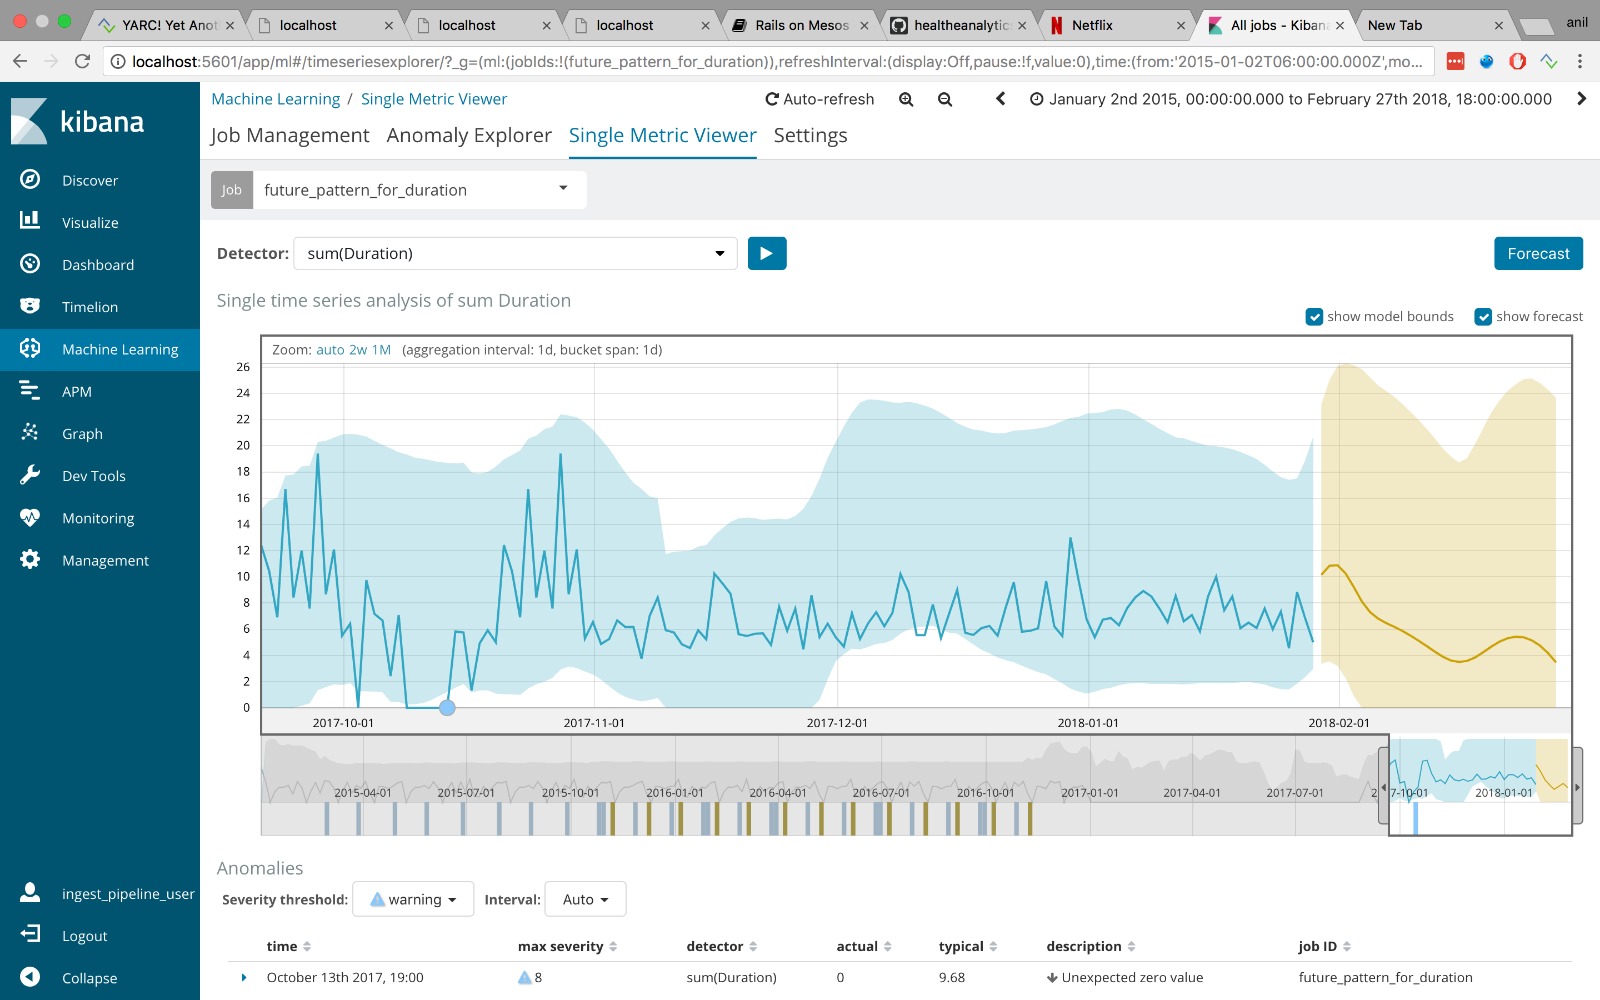 YARC! Yet Anot
localhost
localhost
localhost
Rails on Mesos
healtheanalytic
Netflix
All jobs - Kibana
New Tab
anil
localhost:5601/app/ml#/timeseriesexplorer/?_g=(ml:(jobIds:!(future_pattern_for_duration)),refreshInterval:(display:Off,pause:!f,value:0),time:(from:'2015-01-02T06:00:00.000Z',mo...
kibana
Discover
Visualize
Dashboard
Timelion
Machine Learning
APM
Graph
Dev Tools
Monitoring
Management
ingest_pipeline_user
Logout
Collapse
Machine Learning / Single Metric Viewer
Auto-refresh
January 2nd 2015, 00:00:00.000 to February 27th 2018, 18:00:00.000
Job Management Anomaly Explorer Single Metric Viewer Settings
Job future_pattern_for_duration
Detector: sum(Duration)
Forecast
Single time series analysis of sum Duration
show model bounds show forecast
Zoom: auto 2w 1M (aggregation interval: 1d, bucket span: 1d)
26
24
22
20
18
16
14
12
10
8
6
4
2
0
2017-10-01 2017-11-01 2017-12-01 2018-01-01 2018-02-01
2015-04-01 2015-07-01 2015-10-01 2016-01-01 2016-04-01 2016-07-01 2016-10-01 2017-01-01 2017-04-01 2017-07-01 7-10-01 2018-01-01
Anomalies
Severity threshold: warning Interval: Auto
time max severity detector actual typical description job ID
October 13th 2017, 19:00 8 sum(Duration) 0 9.68 Unexpected zero value future_pattern_for_duration